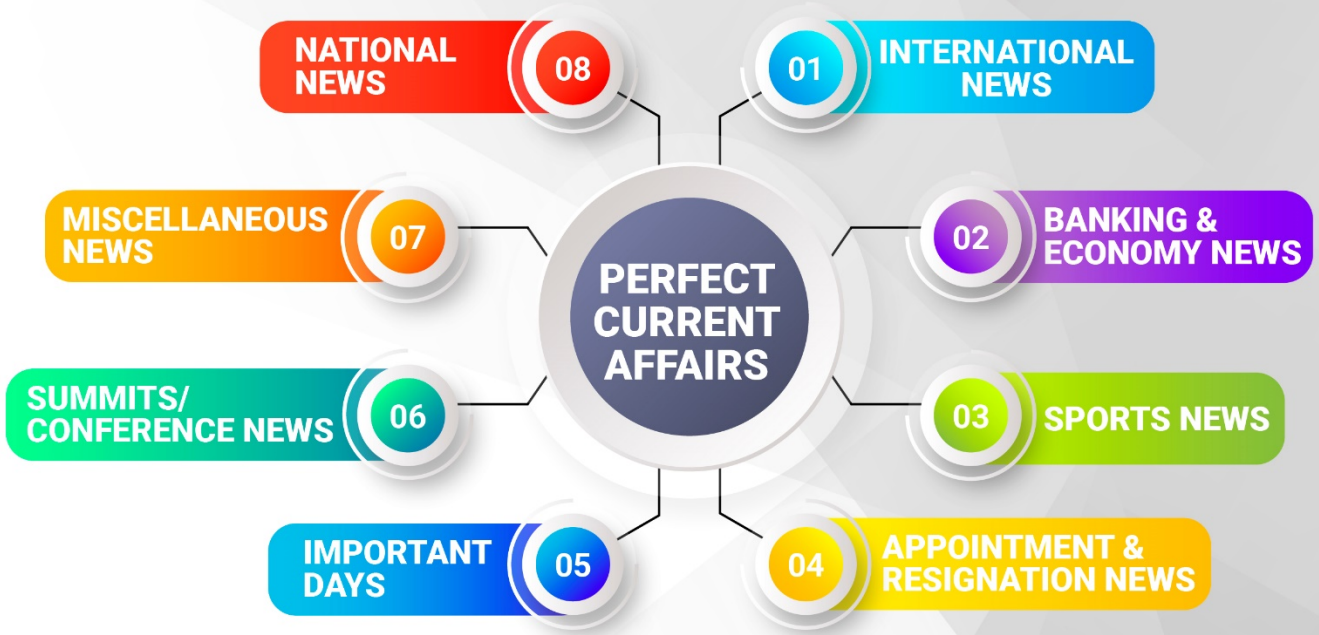 NATIONAL
NEWS
08
01
INTERNATIONAL
NEWS
MISCELLANEOUS
NEWS
07
02
BANKING &
ECONOMY NEWS
PERFECT
CURRENT
AFFAIRS
SUMMITS/
CONFERENCE NEWS
06
03
SPORTS NEWS
IMPORTANT
DAYS
05
04
APPOINTMENT &
RESIGNATION NEWS